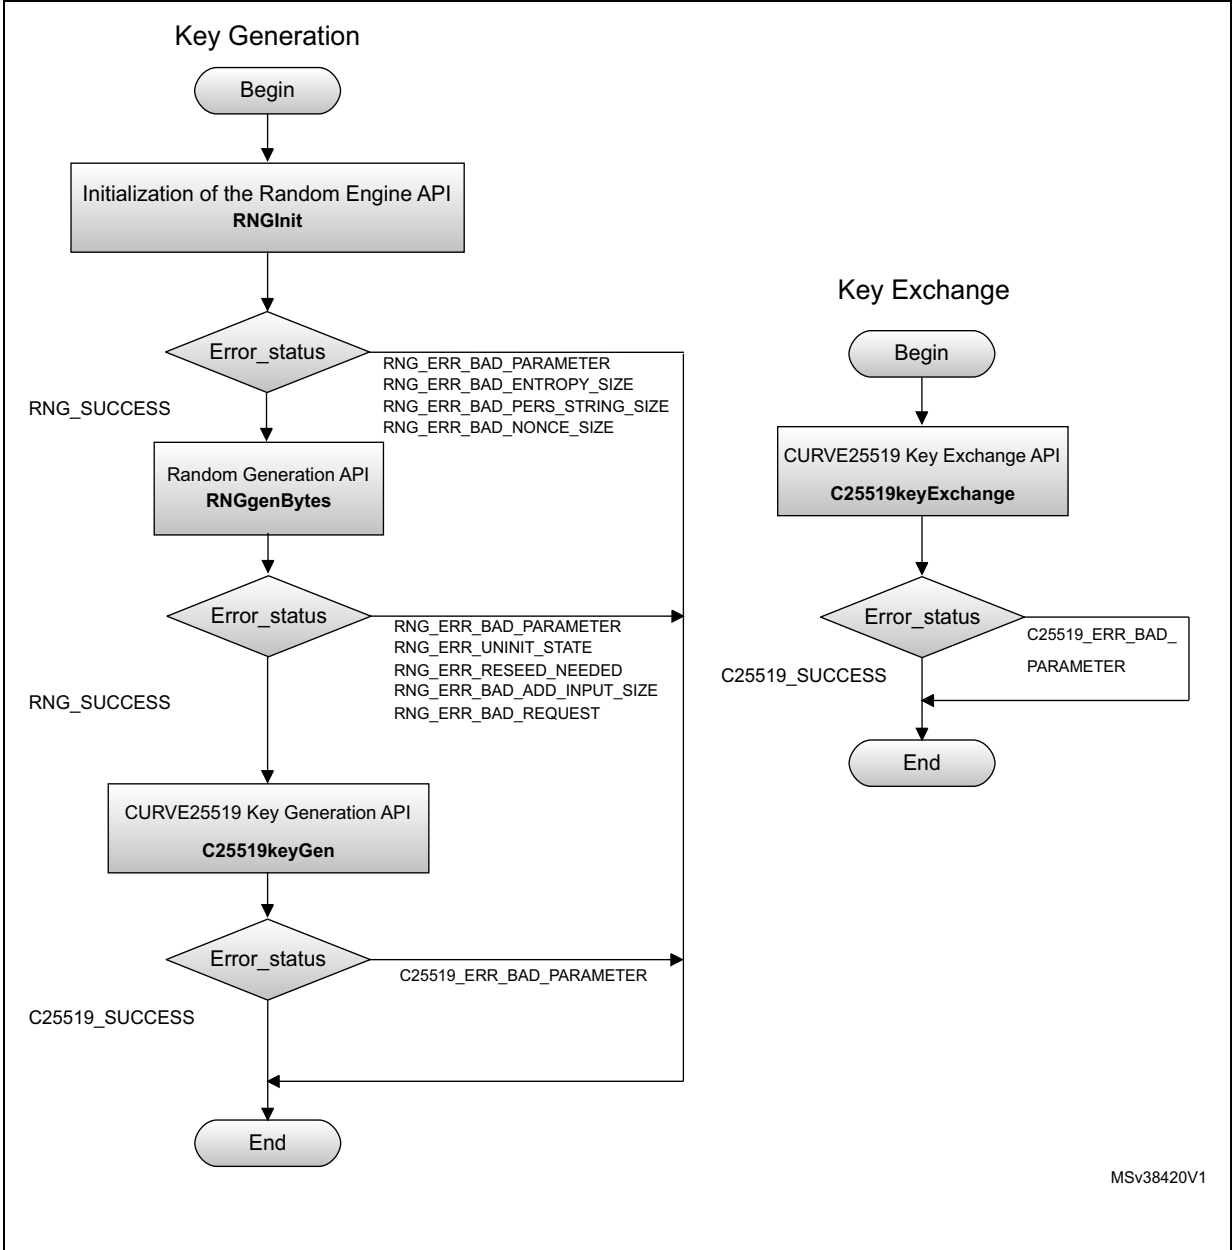 Key Generation
Begin
Initialization of the Random Engine API
RNGInit
Error_status
RNG_ERR_BAD_PARAMETER
RNG_ERR_BAD_ENTROPY_SIZE
RNG_ERR_BAD_PERS_STRING_SIZE
RNG_ERR_BAD_NONCE_SIZE
RNG_SUCCESS
Random Generation API
RNGgenBytes
Error_status
RNG_ERR_BAD_PARAMETER
RNG_ERR_UNINIT_STATE
RNG_ERR_RESEED_NEEDED
RNG_ERR_BAD_ADD_INPUT_SIZE
RNG_ERR_BAD_REQUEST
RNG_SUCCESS
CURVE25519 Key Generation API
C25519keyGen
Error_status
C25519_ERR_BAD_PARAMETER
C25519_SUCCESS
End
Key Exchange
Begin
CURVE25519 Key Exchange API
C25519keyExchange
Error_status
C25519_ERR_BAD_
PARAMETER
C25519_SUCCESS
End
MSv38420V1